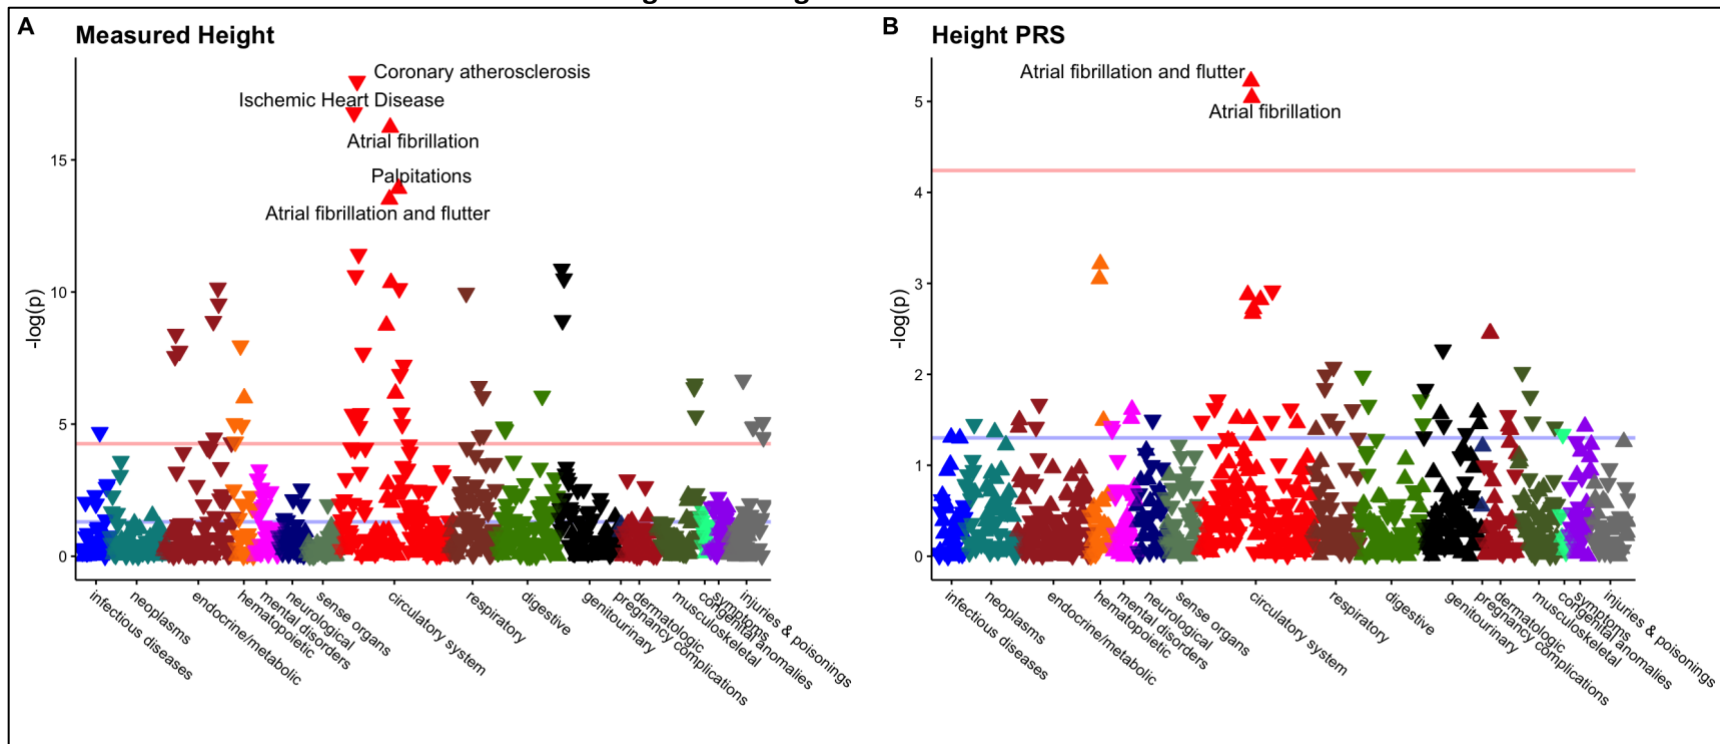 A
Measured Height
Coronary atherosclerosis
Ischemic Heart Disease
Atrial fibrillation
Palpitations
Atrial fibrillation and flutter
-log(p)
15
10
5
0
infectious diseases
neoplasms
endocrine/metabolic
hematopoietic
mental disorders
neurological
sense organs
circulatory system
respiratory
digestive
genitourinary
pregnancy complications
dermatologic
musculoskeletal
congenital anomalies
symptoms
injuries & poisonings
B
Height PRS
Atrial fibrillation and flutter
Atrial fibrillation
-log(p)
5
4
3
2
1
0
infectious diseases
neoplasms
endocrine/metabolic
hematopoietic
mental disorders
neurological
sense organs
circulatory system
respiratory
digestive
genitourinary
pregnancy complications
dermatologic
musculoskeletal
congenital anomalies
symptoms
injuries & poisonings